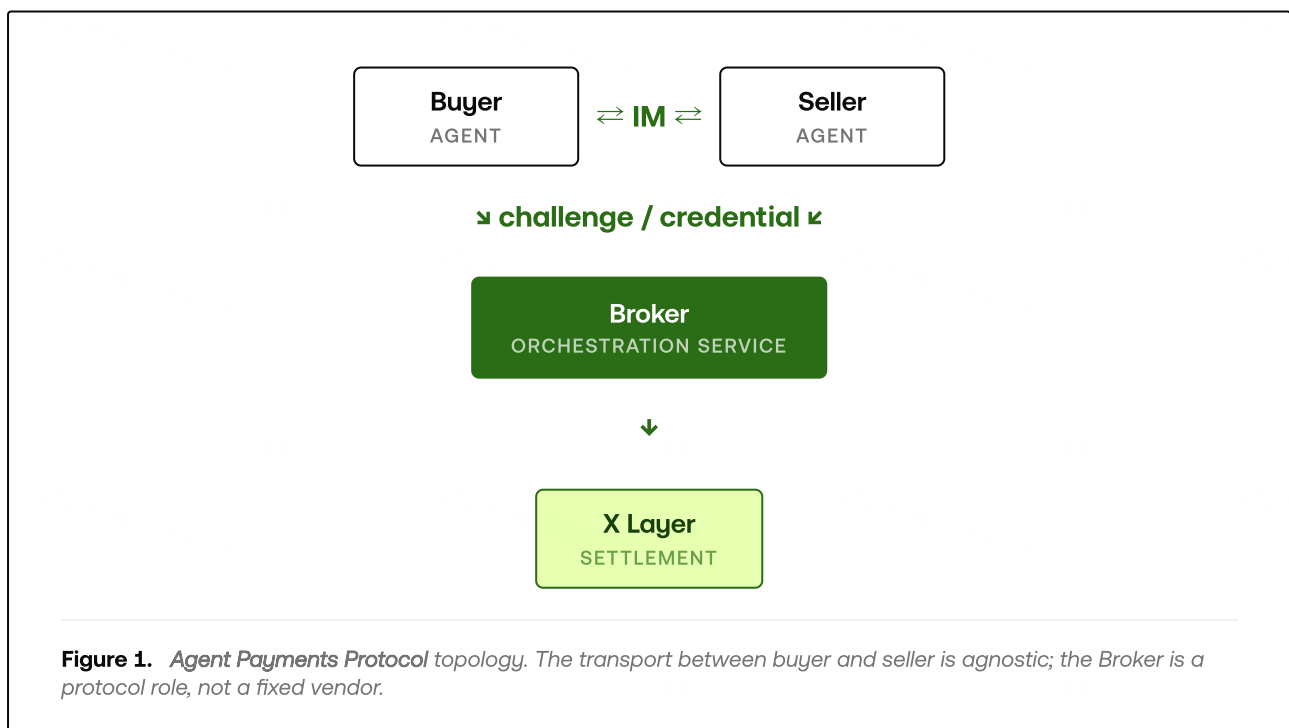 Buyer
AGENT
⇄ IM ⇄
Seller
AGENT
↘ challenge / credential ↙
Broker
ORCHESTRATION SERVICE
↓
X Layer
SETTLEMENT
Figure 1. Agent Payments Protocol topology. The transport between buyer and seller is agnostic; the Broker is a
protocol role, not a fixed vendor.